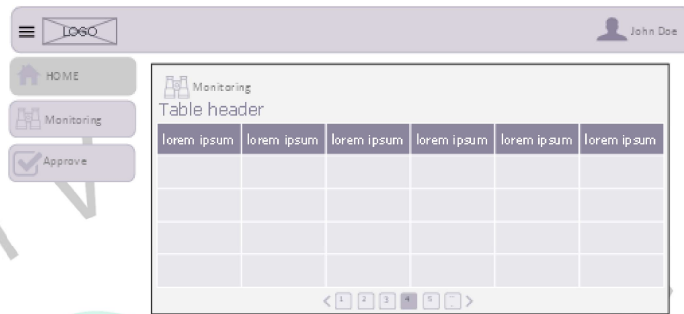 LOGO
John Doe
HOME
Monitoring
Approve
Monitoring
Table header
lorem ipsum lorem ipsum lorem ipsum lorem ipsum lorem ipsum lorem ipsum
< 1 2 3 4 5 ... >